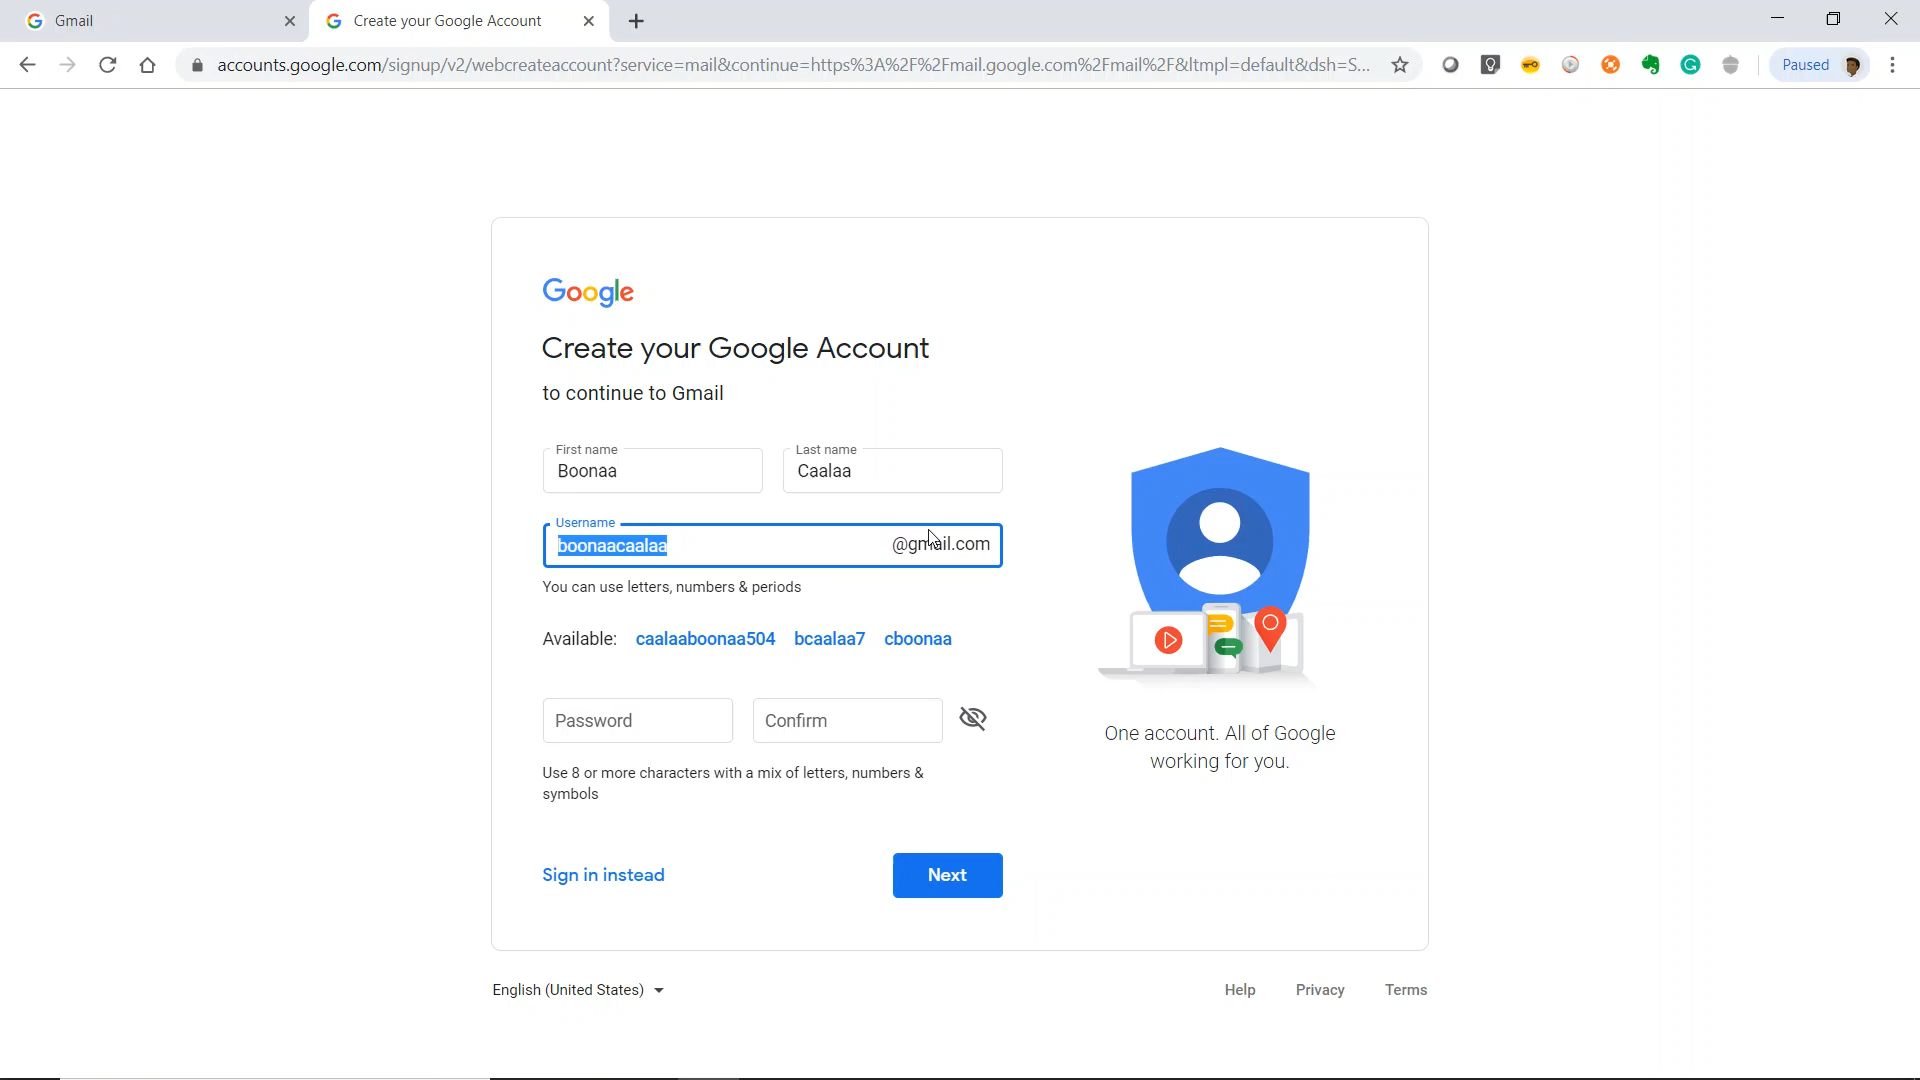 Gmail
Create your Google Account
accounts.google.com/signup/v2/webcreateaccount?service=mail&continue=https%3A%2F%2Fmail.google.com%2Fmail%2F&ltmpl=default&dsh=S...
Paused
Google
Create your Google Account
to continue to Gmail
First name
Last name
Boonaa
Caalaa
Username
boonaacaalaa
@gmail.com
You can use letters, numbers & periods
Available: caalaaboonaa504 bcaalaa7 cboonaa
Password
Confirm
Use 8 or more characters with a mix of letters, numbers &
symbols
One account. All of Google
working for you.
Sign in instead
Next
English (United States)
Help
Privacy
Terms